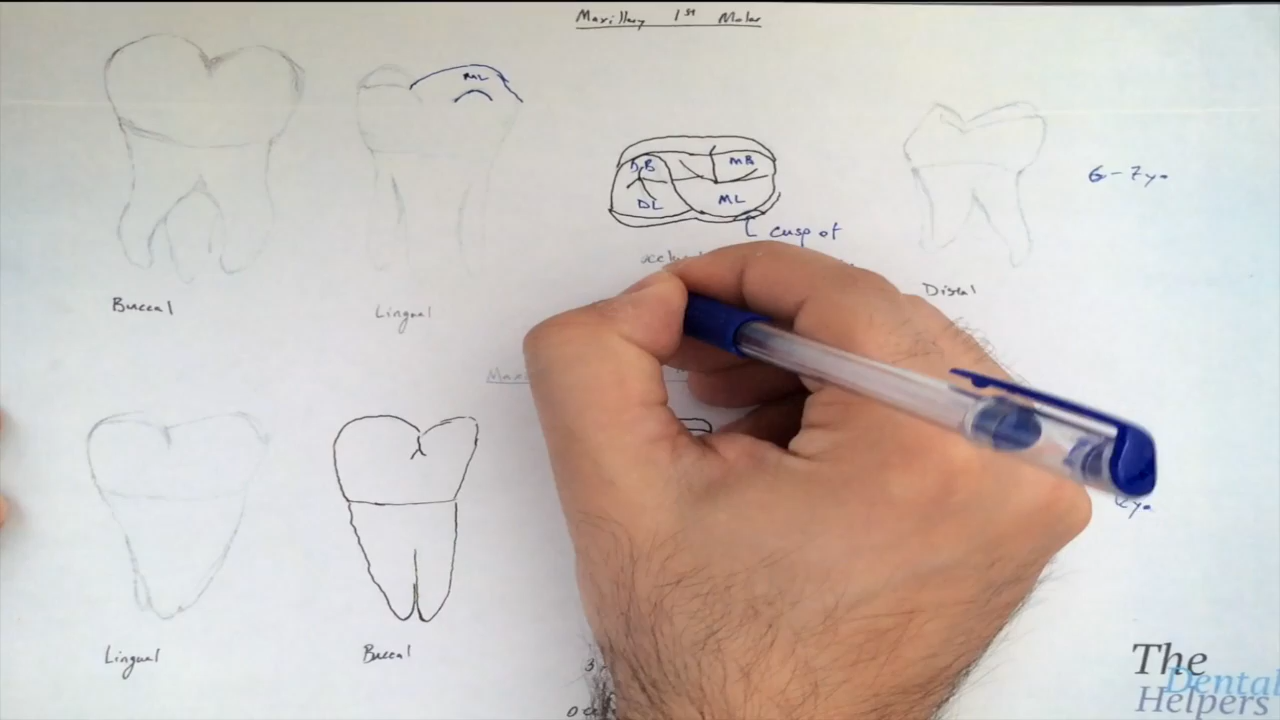 Maxillary 1st Molar
ML
DB
MB
DL
ML
cusp of
6-7yo
Buccal
Lingual
Distal
Lingual
Buccal
The
Dental
Helpers